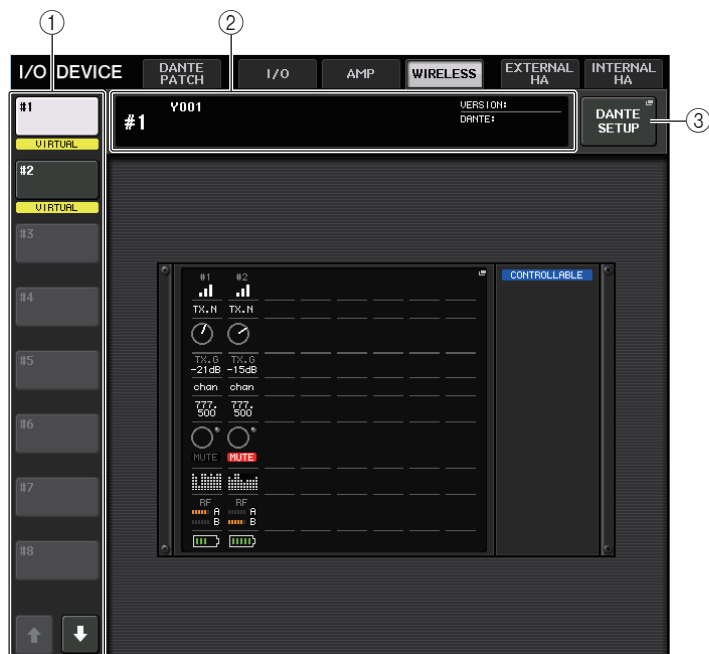 1 2
I/O DEVICE DANTE PATCH I/O AMP WIRELESS EXTERNAL HA INTERNAL HA
#1 VIRTUAL
#1 Y001 VERSION: DANTE:
DANTE SETUP 3
#2 VIRTUAL
#3
#4
#5
#6
#7
#8
#1 #2
CONTROLLABLE
TX.N TX.N
TX.G TX.G
-21dB -15dB
chan chan
777. 777.
500 500
MUTE MUTE
RF RF
A A
B B